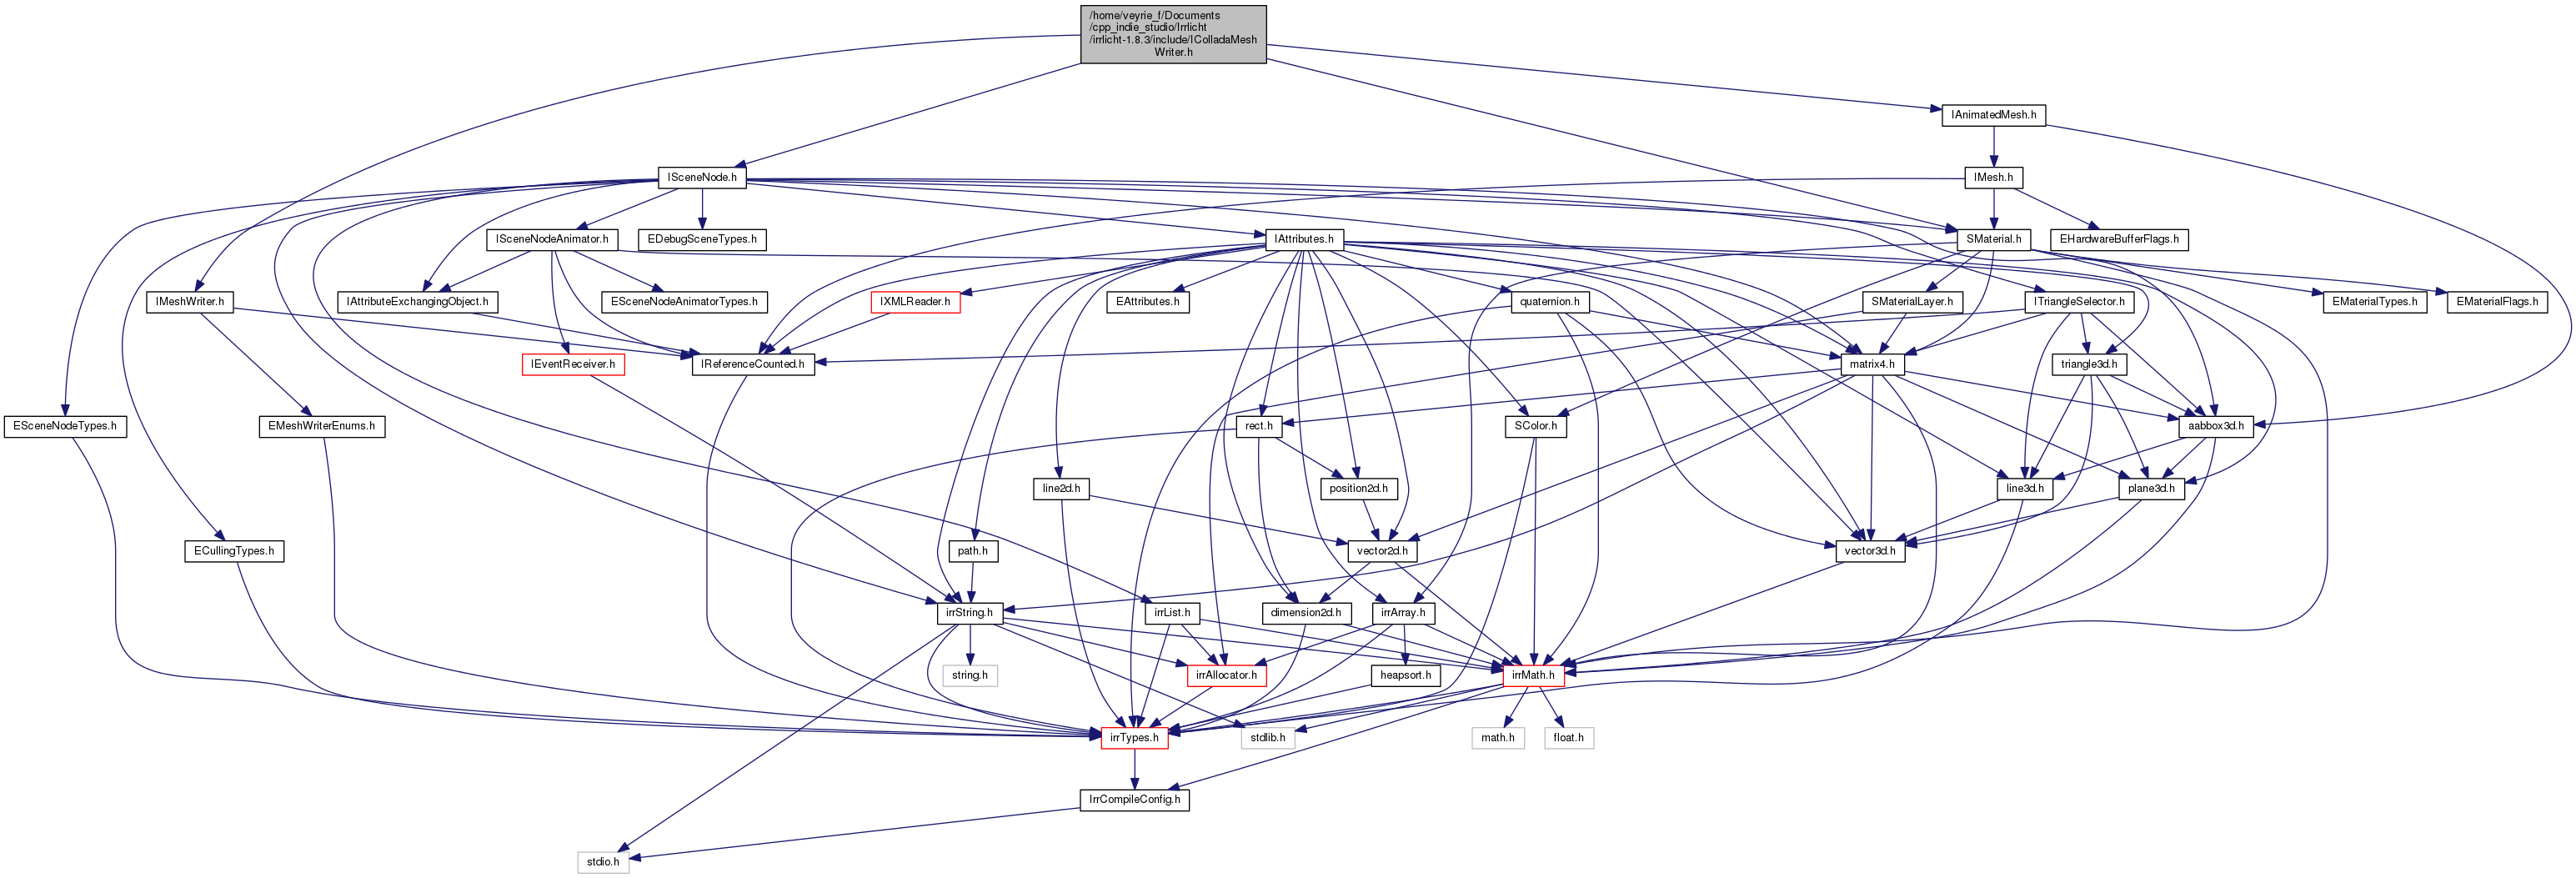 /home/veyrie_f/Documents
/cpp_indie_studio/Irrlicht
/irrlicht-1.8.3/include/IColladaMesh
Writer.h
IAnimatedMesh.h
ISceneNode.h
IMesh.h
ISceneNodeAnimator.h
EDebugSceneTypes.h
IAttributes.h
SMaterial.h
EHardwareBufferFlags.h
IMeshWriter.h
IAttributeExchangingObject.h
ESceneNodeAnimatorTypes.h
IXMLReader.h
EAttributes.h
quaternion.h
SMaterialLayer.h
ITriangleSelector.h
EMaterialTypes.h
EMaterialFlags.h
IEventReceiver.h
IReferenceCounted.h
matrix4.h
triangle3d.h
ESceneNodeTypes.h
EMeshWriterEnums.h
rect.h
SColor.h
aabbox3d.h
line2d.h
position2d.h
line3d.h
plane3d.h
ECullingTypes.h
path.h
vector2d.h
vector3d.h
irrString.h
irrList.h
dimension2d.h
irrArray.h
string.h
irrAllocator.h
heapsort.h
irrMath.h
irrTypes.h
stdlib.h
math.h
float.h
IrrCompileConfig.h
stdio.h